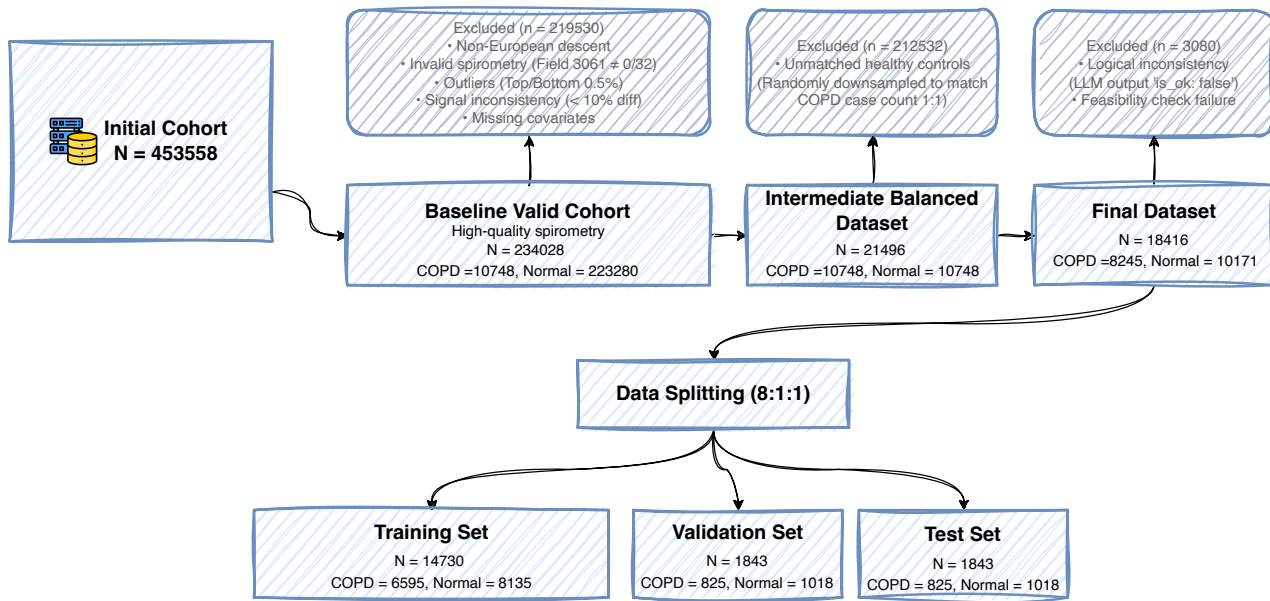 Excluded (n = 219530)
• Non-European descent
• Invalid spirometry (Field 3061 ≠ 0/32)
• Outliers (Top/Bottom 0.5%)
• Signal inconsistency (< 10% diff)
• Missing covariates
Excluded (n = 212532)
• Unmatched healthy controls
(Randomly downsampled to match
COPD case count 1:1)
Excluded (n = 3080)
• Logical inconsistency
(LLM output 'is_ok: false')
• Feasibility check failure
Initial Cohort
N = 453558
Baseline Valid Cohort
High-quality spirometry
N = 234028
COPD =10748, Normal = 223280
Intermediate Balanced
Dataset
N = 21496
COPD =10748, Normal = 10748
Final Dataset
N = 18416
COPD =8245, Normal = 10171
Data Splitting (8:1:1)
Training Set
N = 14730
COPD = 6595, Normal = 8135
Validation Set
N = 1843
COPD = 825, Normal = 1018
Test Set
N = 1843
COPD = 825, Normal = 1018